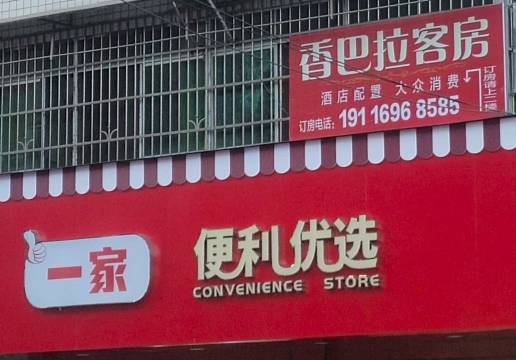 香巴拉客房
酒店配置 大众消费
订房电话：191 1696 8585
订房请上二楼
一家
便利优选
CONVENIENCE STORE